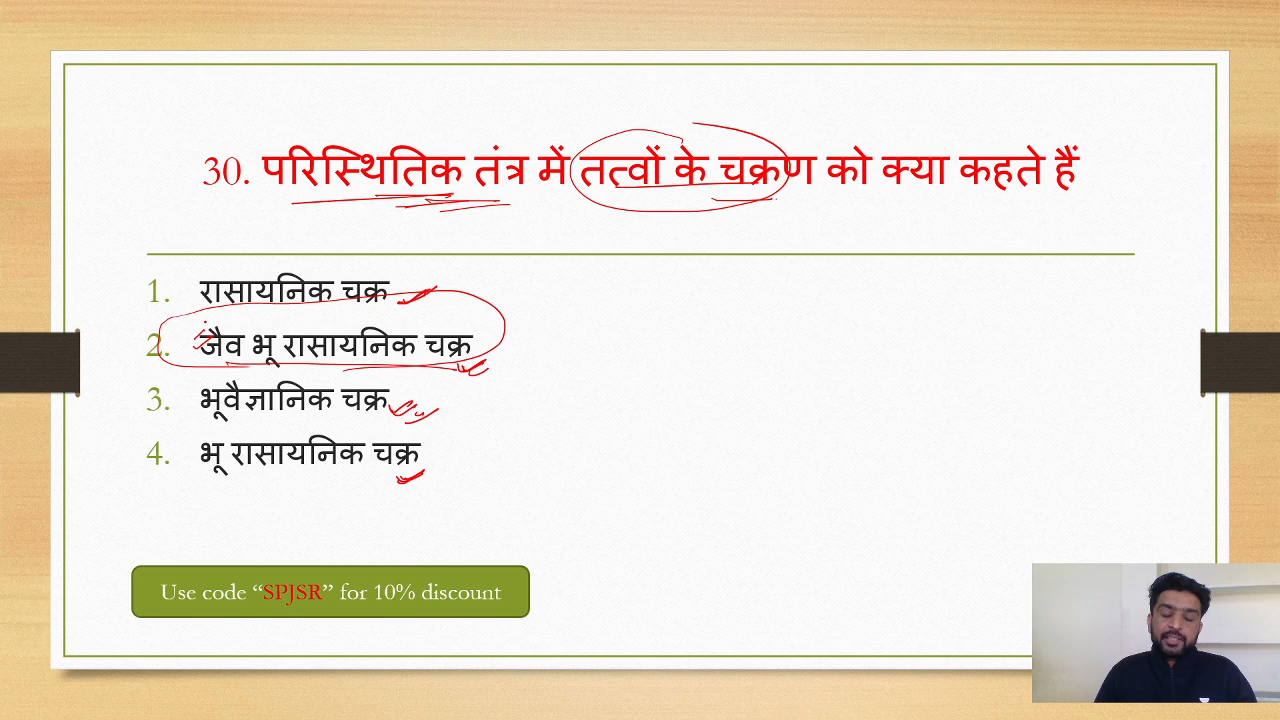 30. परिस्थितिक तंत्र में तत्वों के चक्रण को क्या कहते हैं
1. रासायनिक चक्र
2. जैव भू रासायनिक चक्र
3. भूवैज्ञानिक चक्र
4. भू रासायनिक चक्र
Use code “SPJSR” for 10% discount